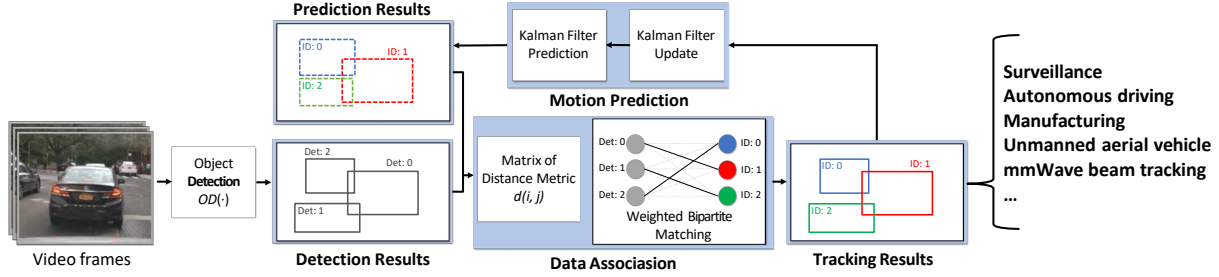 Prediction Results
ID: 0
ID: 1
ID: 2
Kalman Filter
Prediction
Kalman Filter
Update
Motion Prediction
Video frames
Object
Detection
OD(·)
Det: 2
Det: 0
Det: 1
Detection Results
Matrix of
Distance Metric
d(i, j)
Det: 0
Det: 1
Det: 2
ID: 0
ID: 1
ID: 2
Weighted Bipartite
Matching
Data Associasion
ID: 0
ID: 1
ID: 2
Tracking Results
Surveillance
Autonomous driving
Manufacturing
Unmanned aerial vehicle
mmWave beam tracking
...